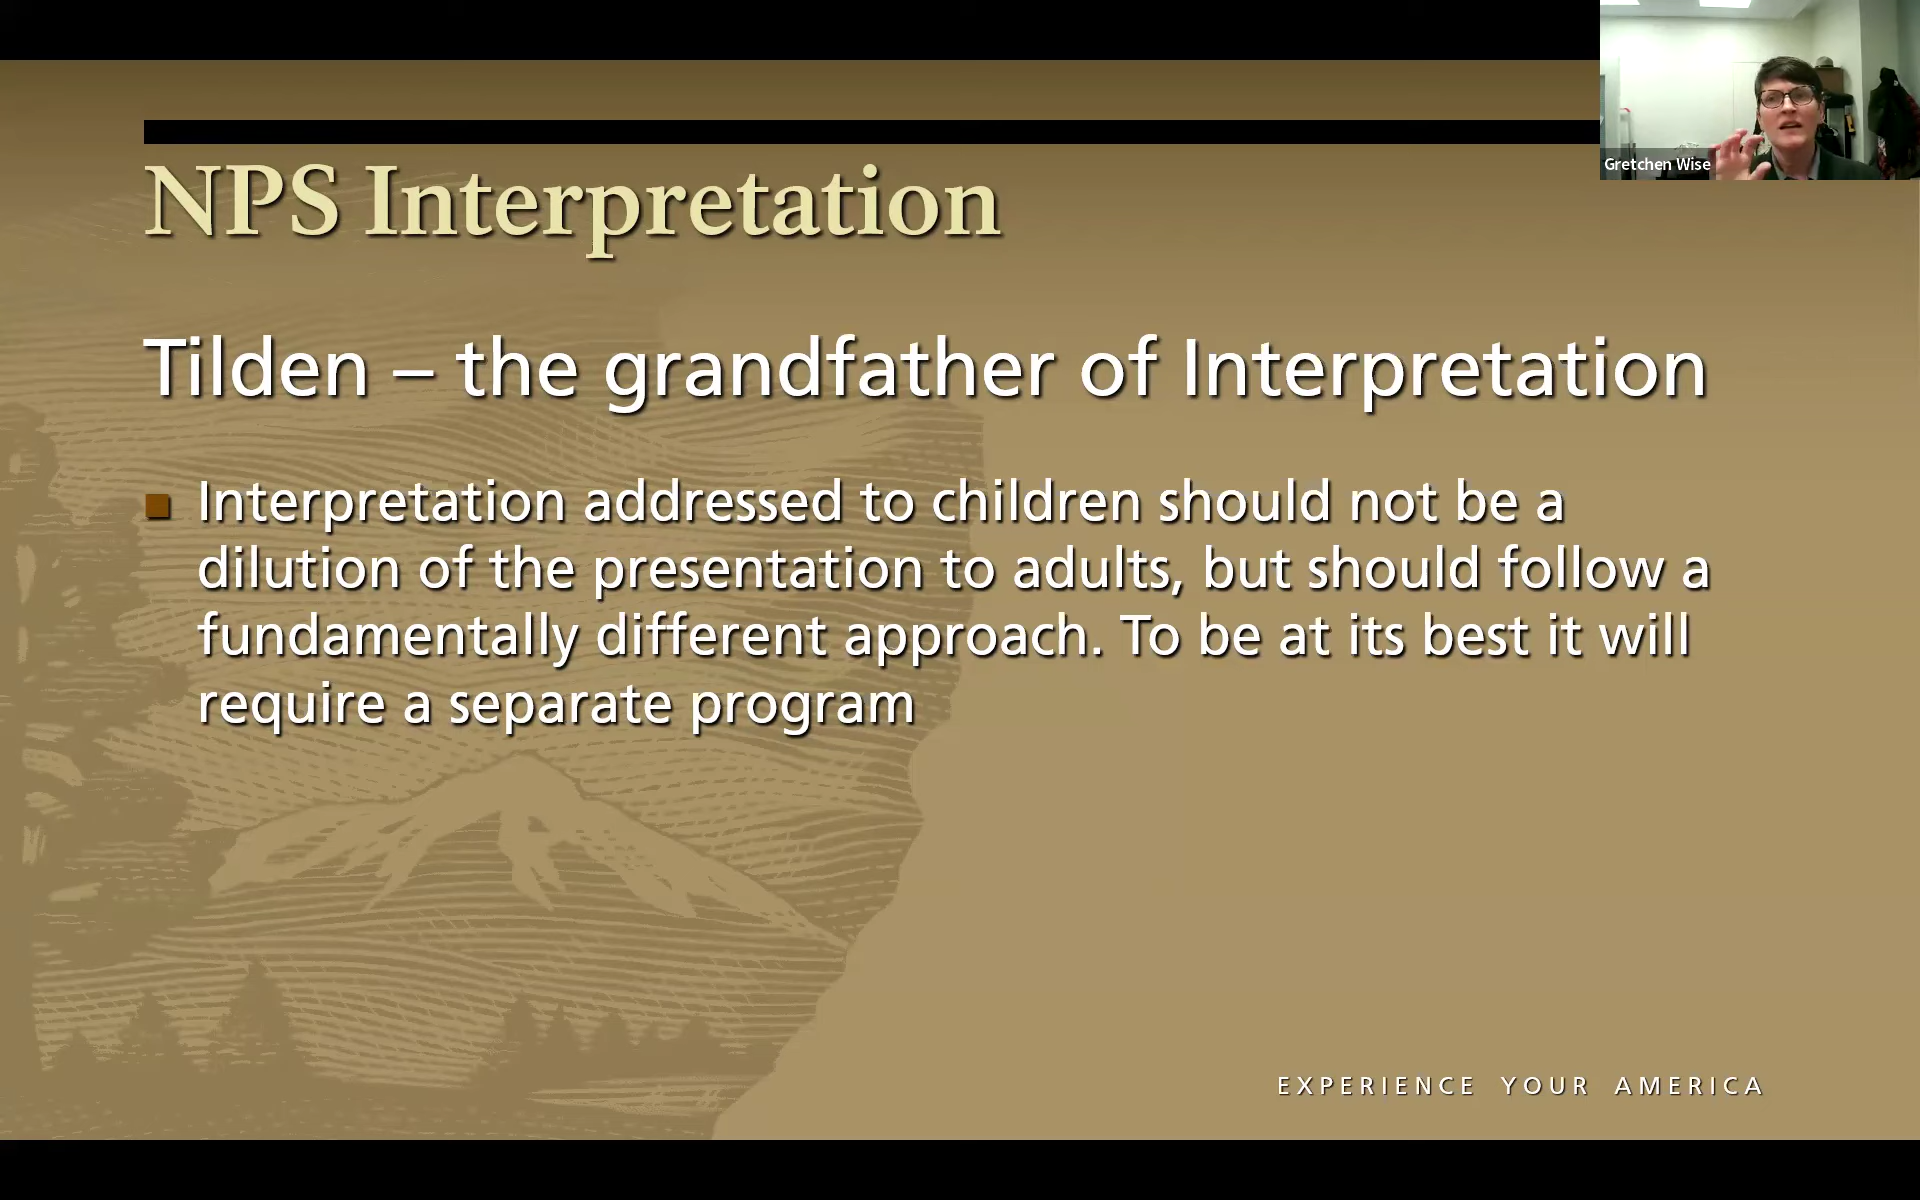 Gretchen Wise
NPS Interpretation
Tilden – the grandfather of Interpretation
Interpretation addressed to children should not be a
dilution of the presentation to adults, but should follow a
fundamentally different approach. To be at its best it will
require a separate program
EXPERIENCE YOUR AMERICA